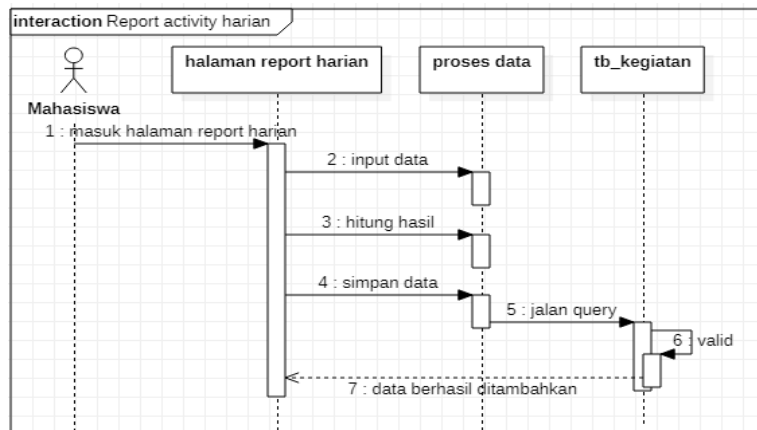 interaction Report activity harian
halaman report harian
proses data
tb_kegiatan
Mahasiswa
1 : masuk halaman report harian
2 : input data
3 : hitung hasil
4 : simpan data
5 : jalan query
6 : valid
7 : data berhasil ditambahkan